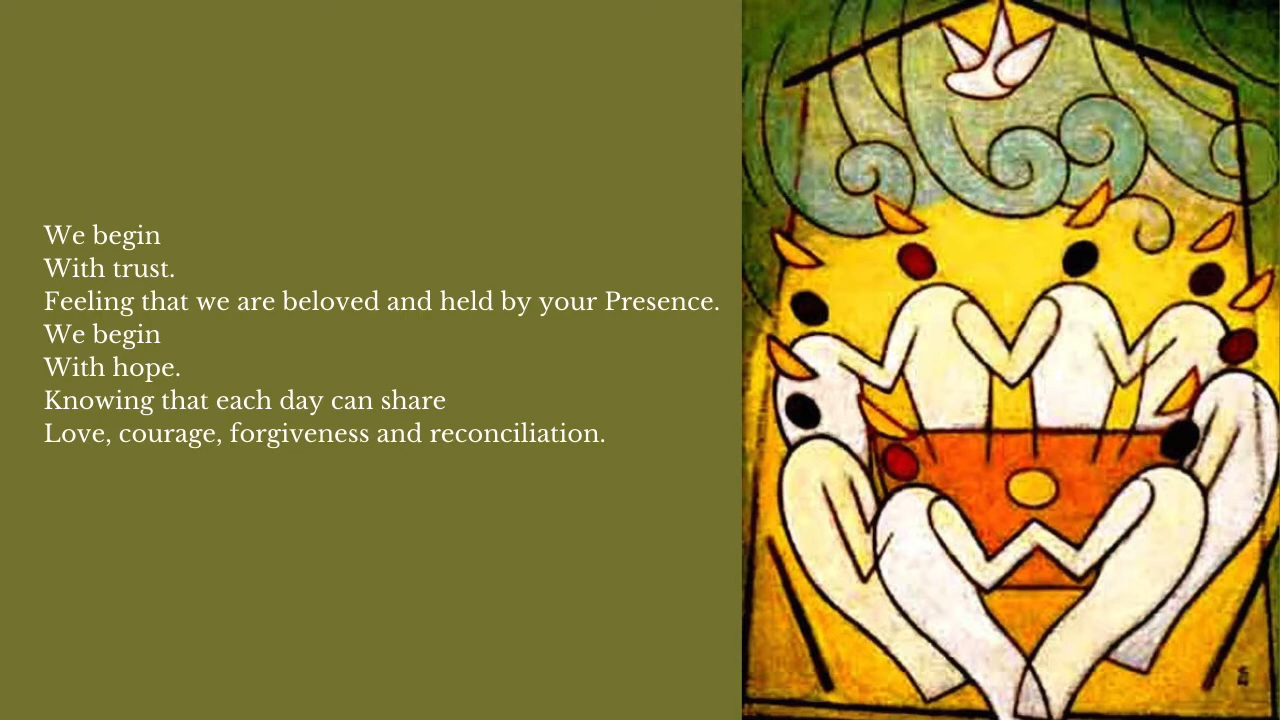 We begin
With trust.
Feeling that we are beloved and held by your Presence.
We begin
With hope.
Knowing that each day can share
Love, courage, forgiveness and reconciliation.